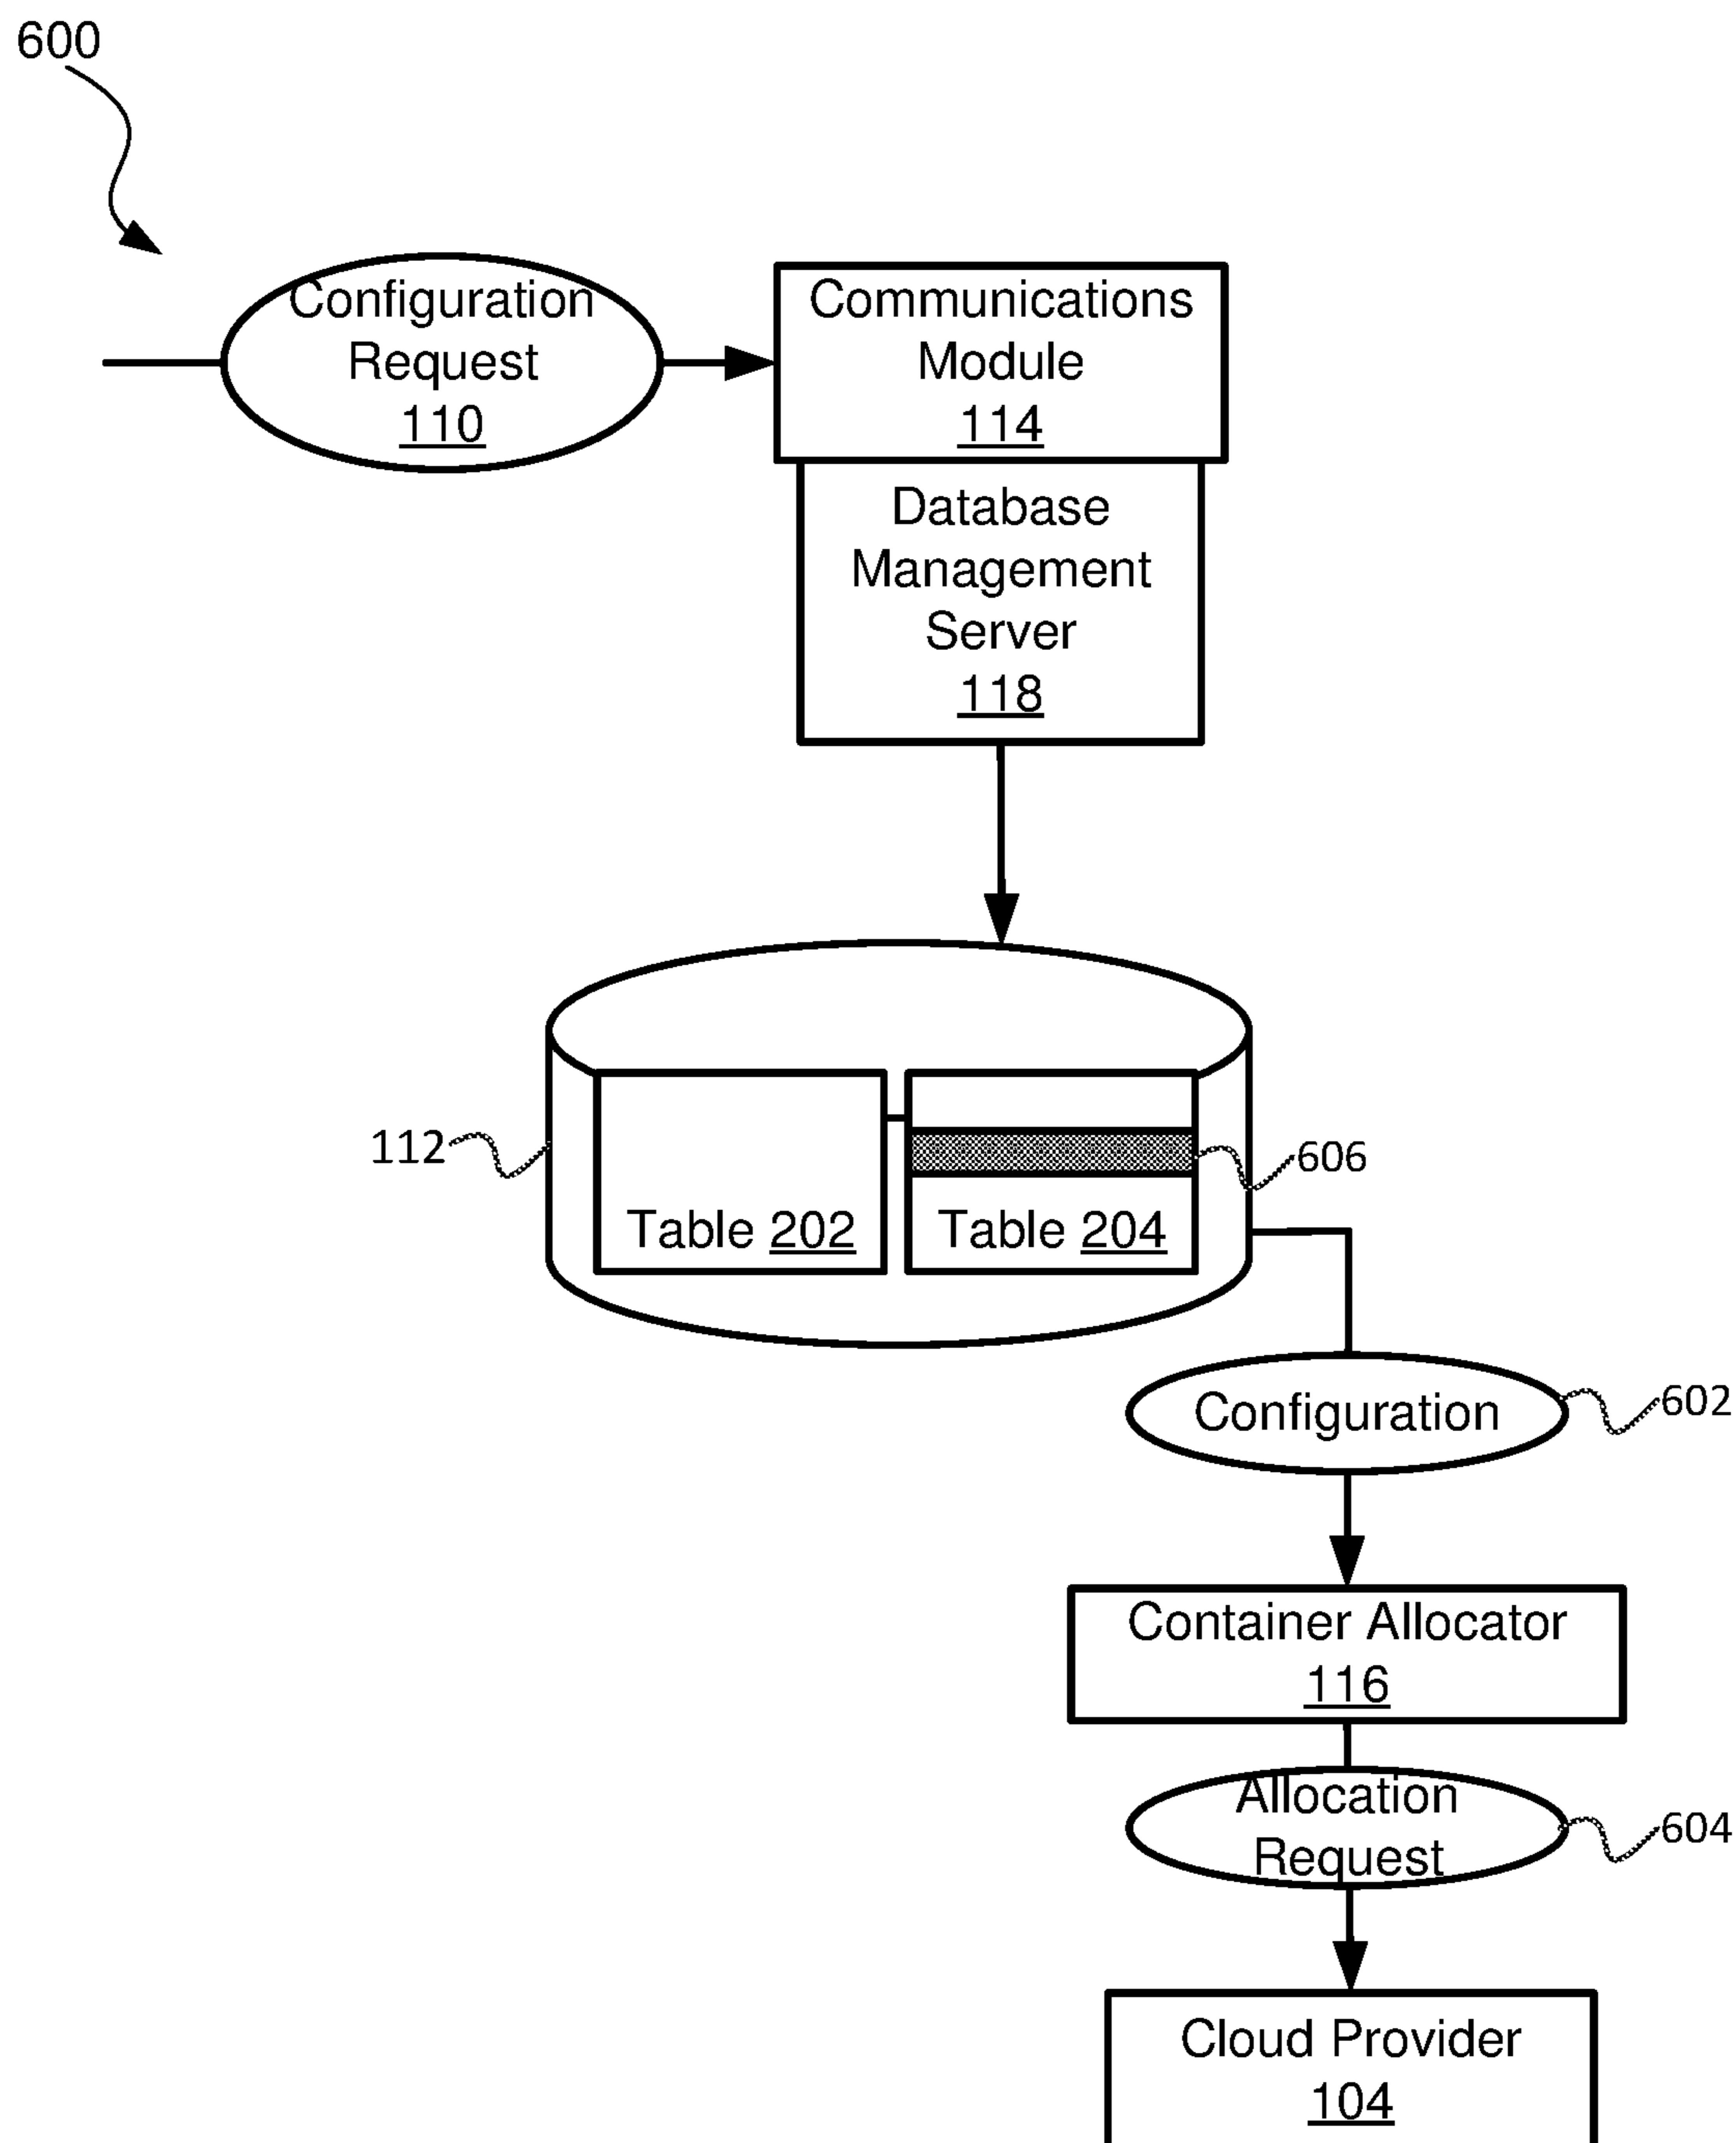 600
Configuration
Request
110
Communications
Module
114
Database
Management
Server
118
112
606
Table 202
Table 204
Configuration
602
Container Allocator
116
Allocation
Request
604
Cloud Provider
104